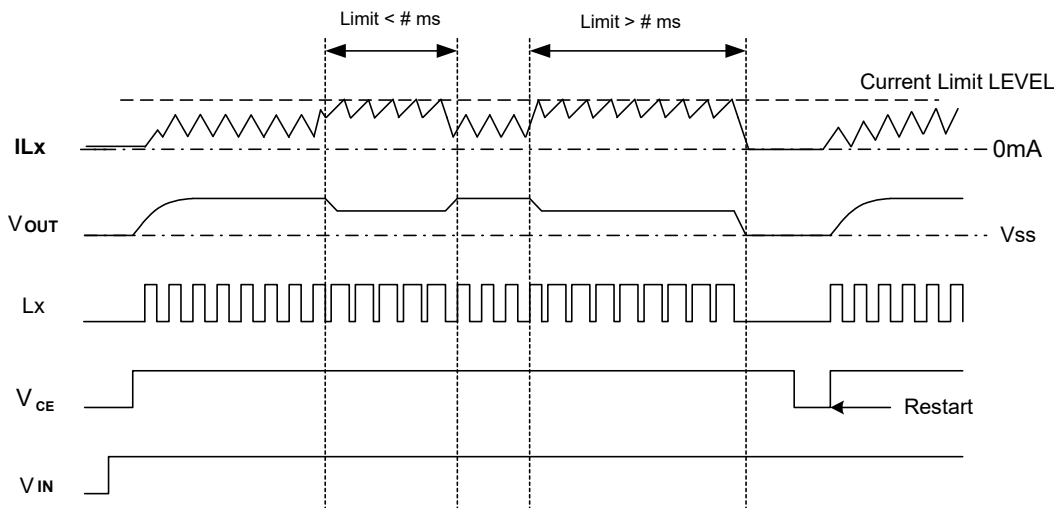 Limit < # ms
Limit > # ms
Current Limit LEVEL
ILx
0mA
VOUT
Vss
Lx
VCE
Restart
VIN